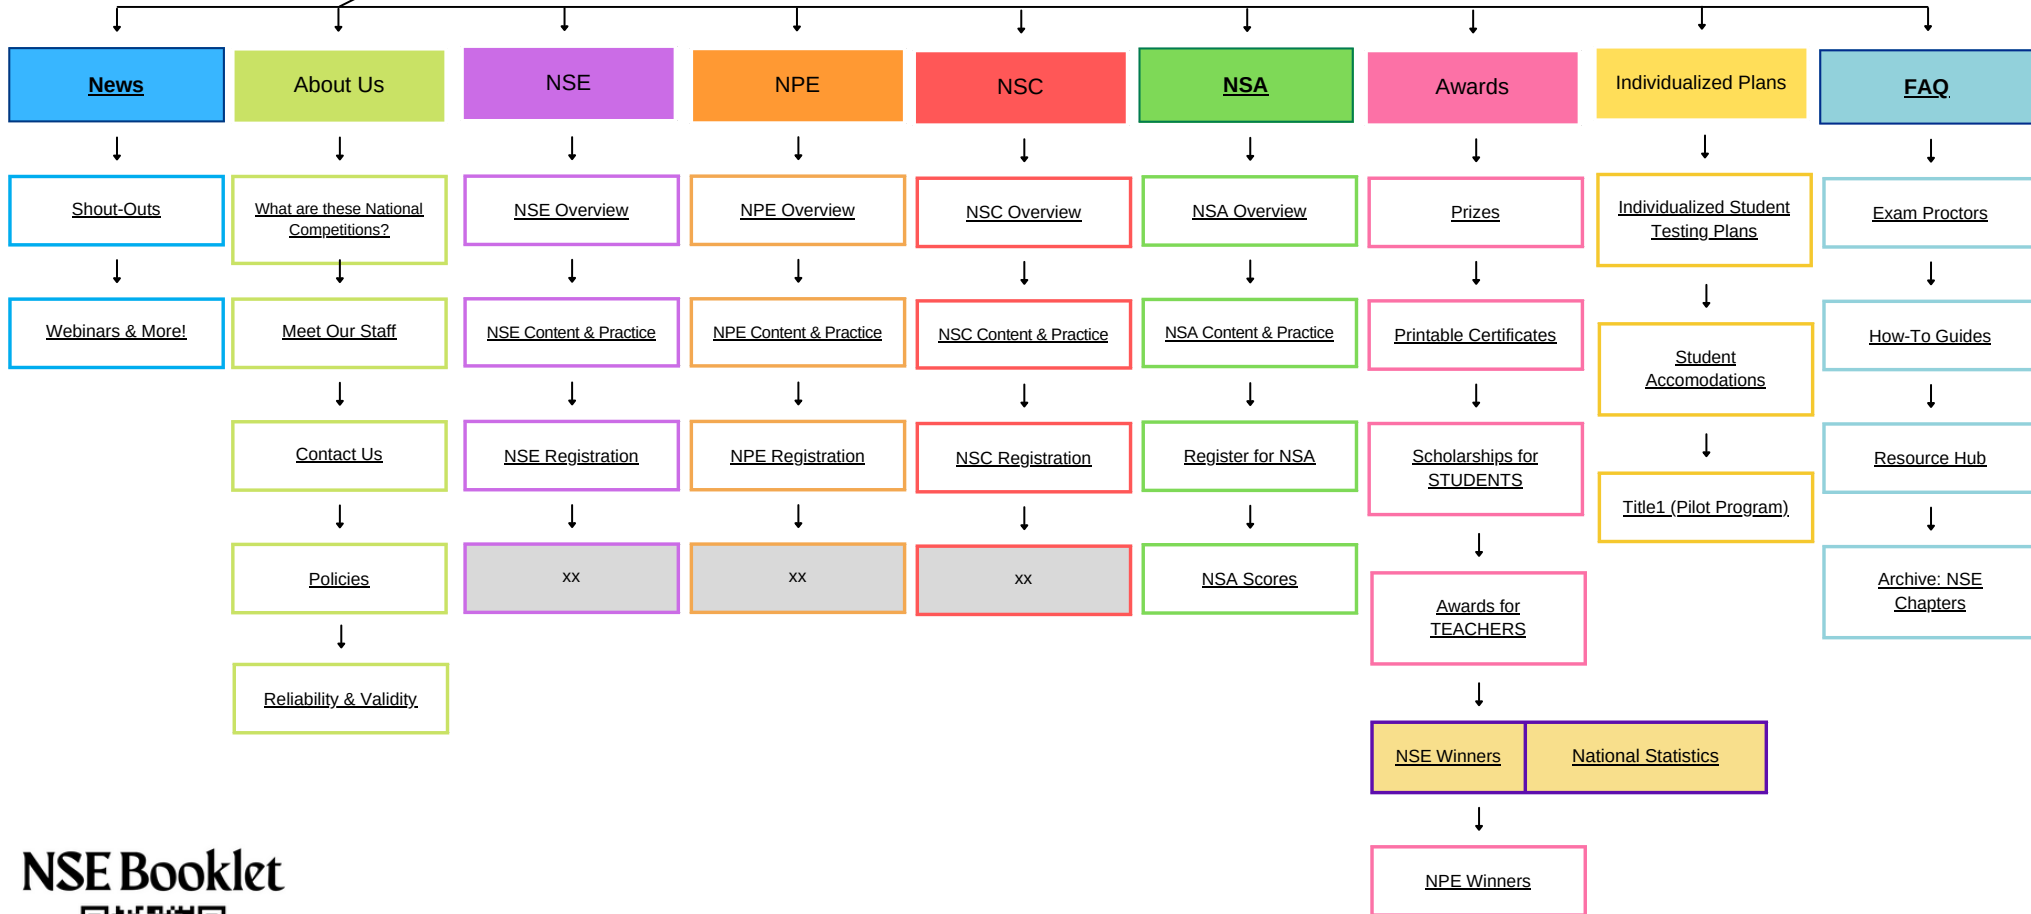 News
About Us
NSE
NPE
NSC
NSA
Awards
Individualized Plans
FAQ
Shout-Outs
What are these National
Competitions?
NSE Overview
NPE Overview
NSC Overview
NSA Overview
Prizes
Individualized Student
Testing Plans
Exam Proctors
Webinars & More!
Meet Our Staff
NSE Content & Practice
NPE Content & Practice
NSC Content & Practice
NSA Content & Practice
Printable Certificates
Student
Accomodations
How-To Guides
Contact Us
NSE Registration
NPE Registration
NSC Registration
Register for NSA
Scholarships for
STUDENTS
Title1 (Pilot Program)
Resource Hub
Policies
xx
xx
xx
NSA Scores
Awards for
TEACHERS
Archive: NSE
Chapters
Reliability & Validity
NSE Winners
National Statistics
NPE Winners
NSE Booklet